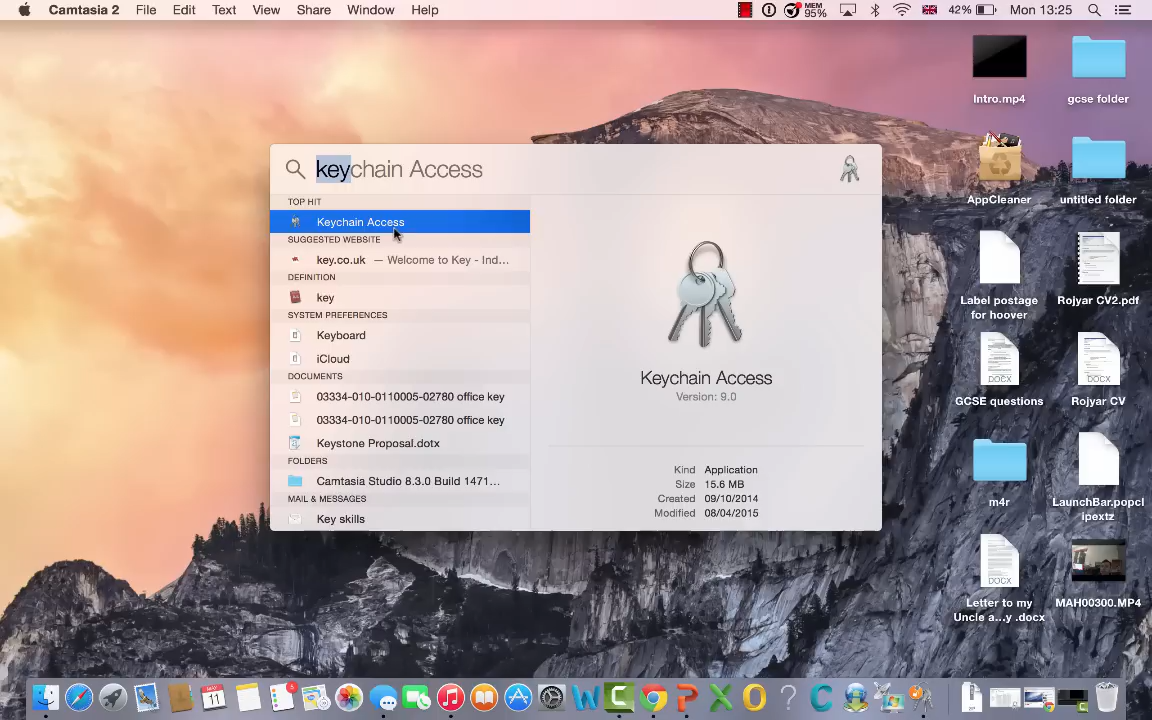 Camtasia 2 File Edit Text View Share Window Help
MEM
95%
42% Mon 13:25
keychain Access
TOP HIT
Keychain Access
SUGGESTED WEBSITE
key.co.uk — Welcome to Key - Ind...
DEFINITION
key
SYSTEM PREFERENCES
Keyboard
iCloud
DOCUMENTS
03334-010-0110005-02780 office key
03334-010-0110005-02780 office key
Keystone Proposal.dotx
FOLDERS
Camtasia Studio 8.3.0 Build 1471...
MAIL & MESSAGES
Key skills
Keychain Access
Version: 9.0
Kind Application
Size 15.6 MB
Created 09/10/2014
Modified 08/04/2015
Intro.mp4
gcse folder
AppCleaner
untitled folder
Label postage
for hoover
Rojyar CV2.pdf
DOCX
GCSE questions
DOCX
Rojyar CV
m4r
LaunchBar.popcl
ipextz
DOCX
Letter to my
Uncle a...y .docx
MAH00300.MP4
11